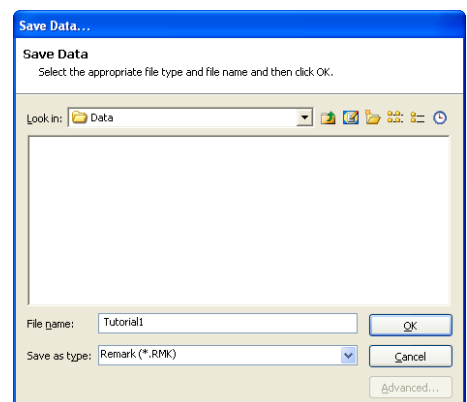 Save Data...
Save Data
Select the appropriate file type and file name and then click OK.
Look in: Data
File name: Tutorial1 OK
Save as type: Remark (*.RMK) Cancel
Advanced...